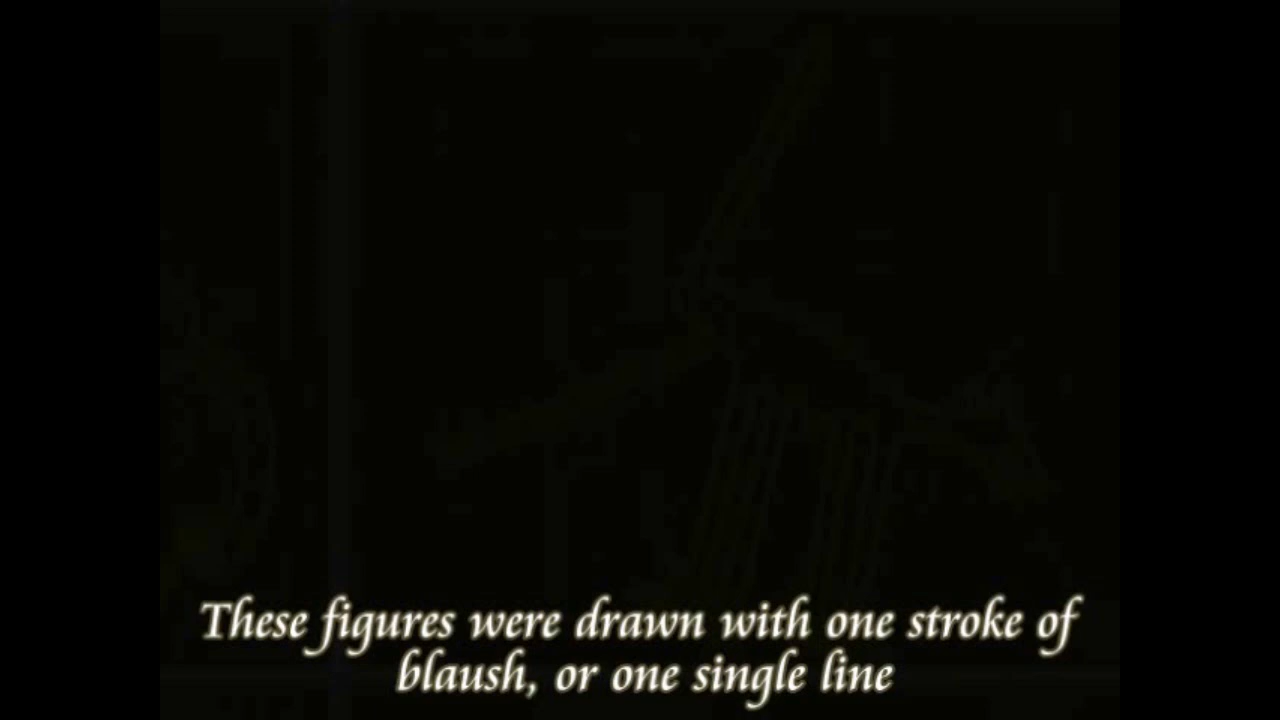 These figures were drawn with one stroke of
blaush, or one single line